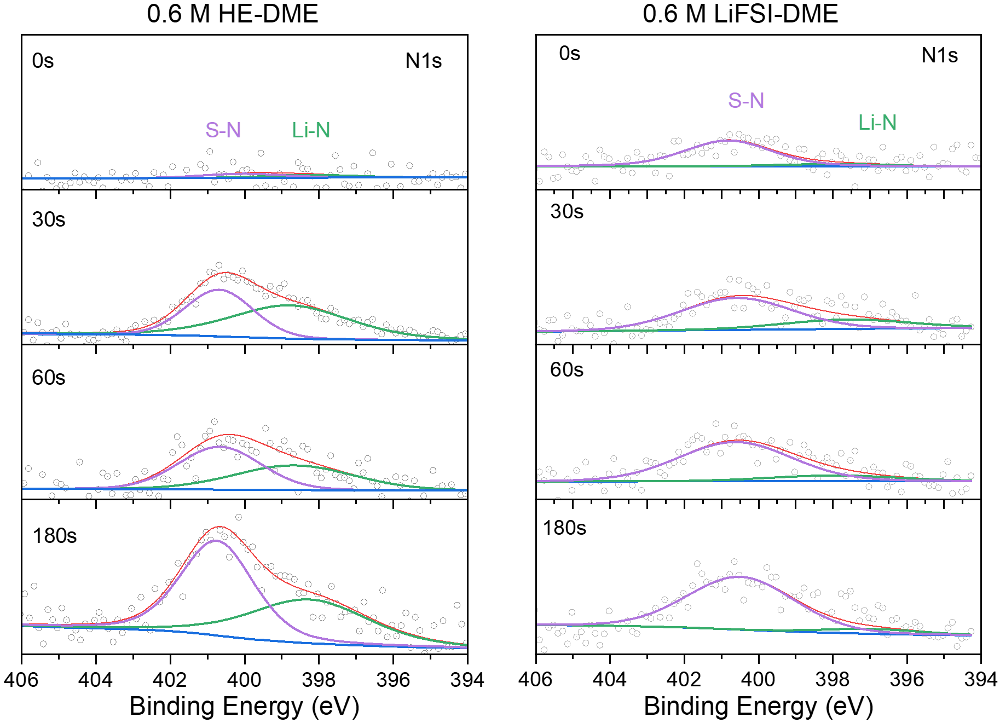 0.6 M HE-DME
0s
N1s
S-N
Li-N
30s
60s
180s
406 404 402 400 398 396 394
Binding Energy (eV)
0.6 M LiFSI-DME
0s
N1s
S-N
Li-N
30s
60s
180s
406 404 402 400 398 396 394
Binding Energy (eV)